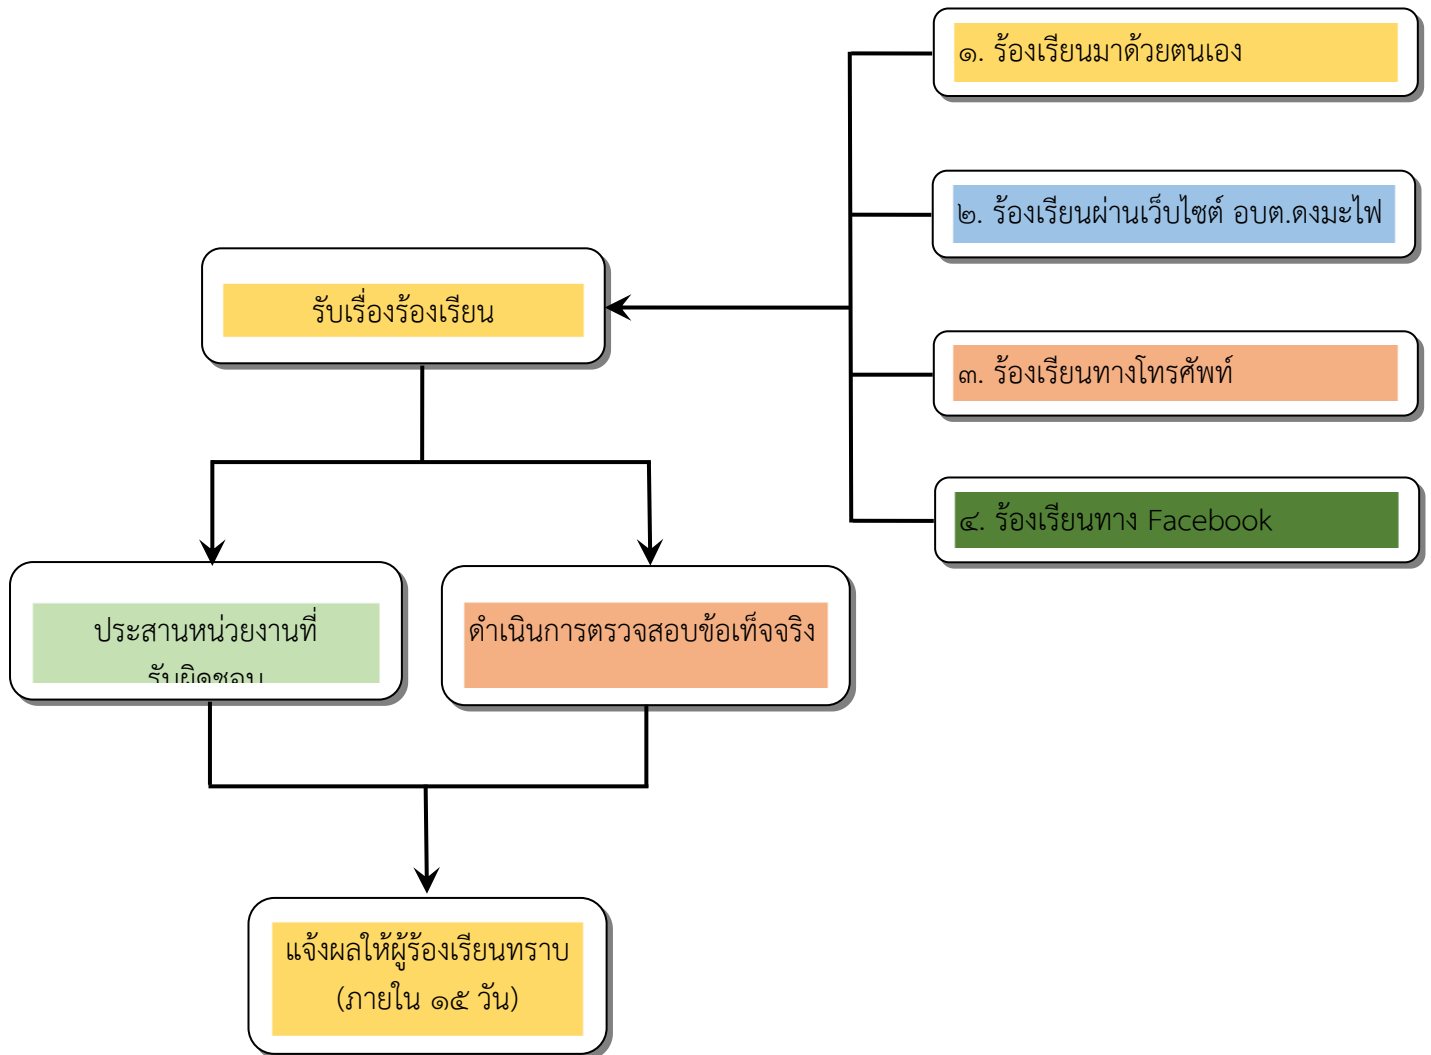 ๑. ร้องเรียนมาด้วยตนเอง
๒. ร้องเรียนผ่านเว็บไซต์ อบต.ดงมะไฟ
รับเรื่องร้องเรียน
๓. ร้องเรียนทางโทรศัพท์
๔. ร้องเรียนทาง Facebook
ประสานหน่วยงานที่
รับผิดชอบ
ดำเนินการตรวจสอบข้อเท็จจริง
แจ้งผลให้ผู้ร้องเรียนทราบ
(ภายใน ๑๕ วัน)